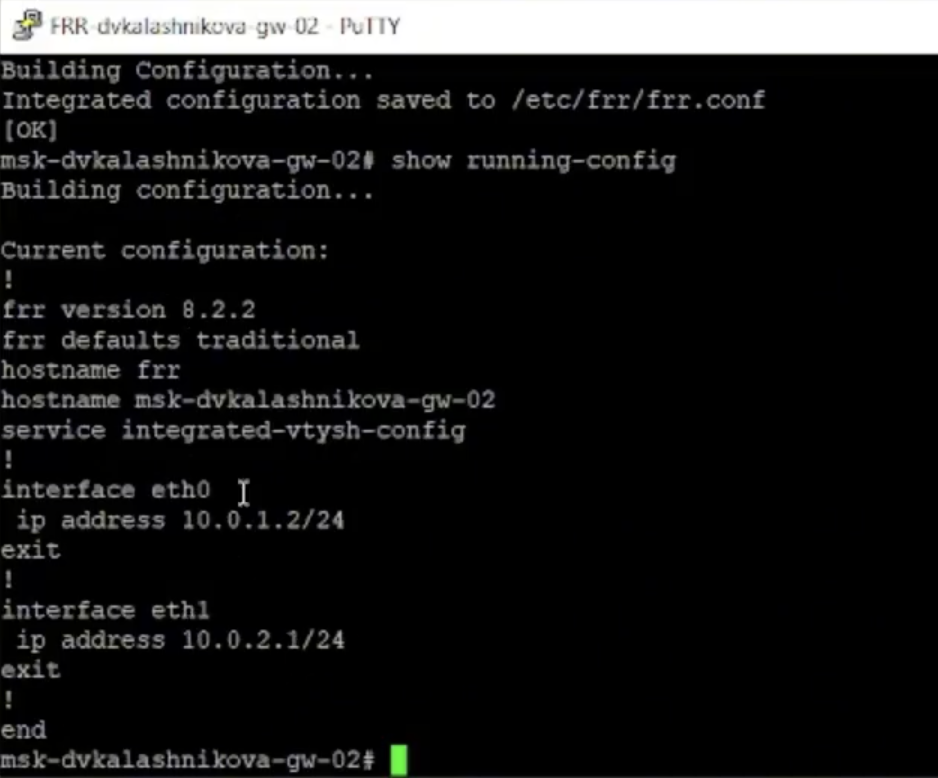 FRR-dvkalashnikova-gw-02 - PuTTY
Building Configuration...
Integrated configuration saved to /etc/frr/frr.conf
[OK]
msk-dvkalashnikova-gw-02# show running-config
Building configuration...

Current configuration:
!
frr version 8.2.2
frr defaults traditional
hostname frr
hostname msk-dvkalashnikova-gw-02
service integrated-vtysh-config
!
interface eth0
 ip address 10.0.1.2/24
exit
!
interface eth1
 ip address 10.0.2.1/24
exit
!
end
msk-dvkalashnikova-gw-02#